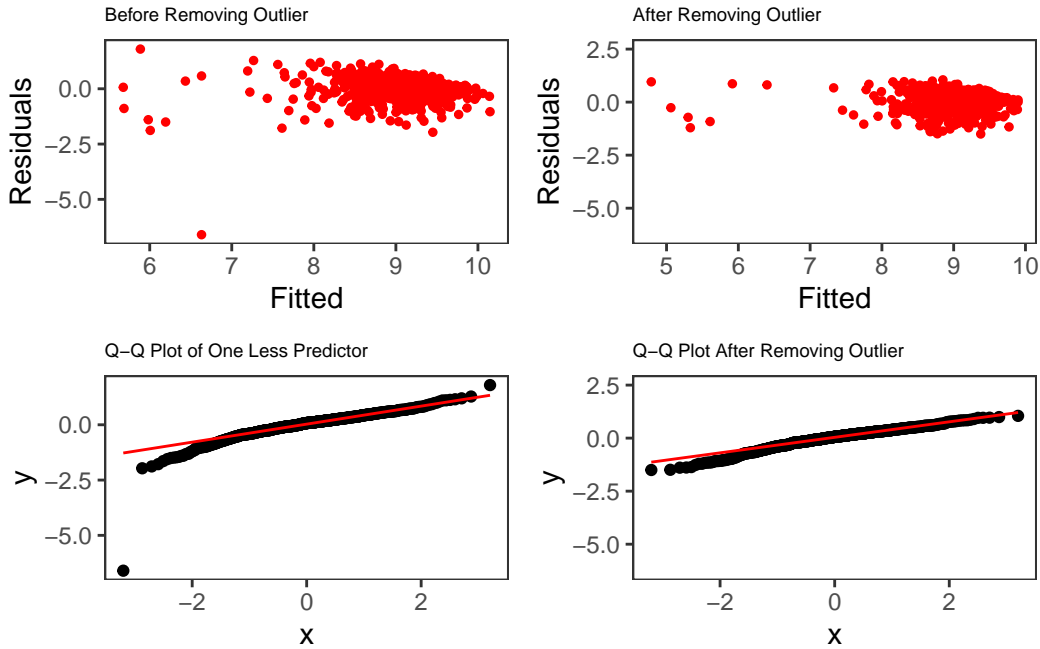 Before Removing Outlier
0.0
−2.5
−5.0
Residuals
6 7 8 9 10
Fitted
After Removing Outlier
2.5
0.0
−2.5
−5.0
Residuals
5 6 7 8 9 10
Fitted
Q−Q Plot of One Less Predictor
0.0
−2.5
−5.0
y
−2 0 2
x
Q−Q Plot After Removing Outlier
2.5
0.0
−2.5
−5.0
y
−2 0 2
x